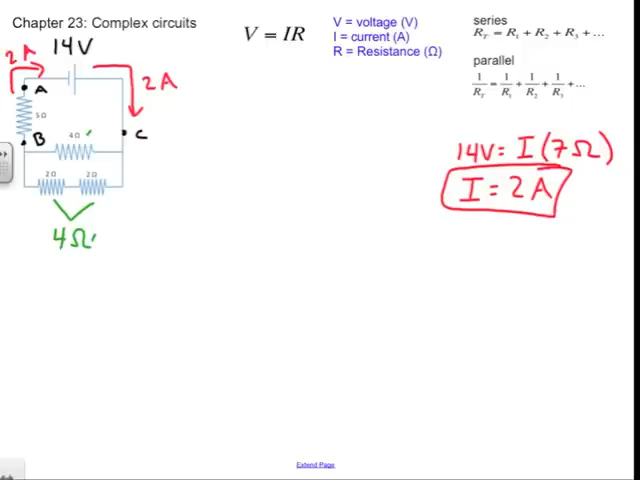 Chapter 23: Complex circuits
V = IR
V = voltage (V)
I = current (A)
R = Resistance (Ω)
series
R_T = R_1 + R_2 + R_3 + ...
parallel
1/R_T = 1/R_1 + 1/R_2 + 1/R_3 + ...
14V
2A
2A
A
5Ω
B
4Ω
C
2Ω 2Ω
4Ω
14V = I(7Ω)
I = 2A
Extend Page